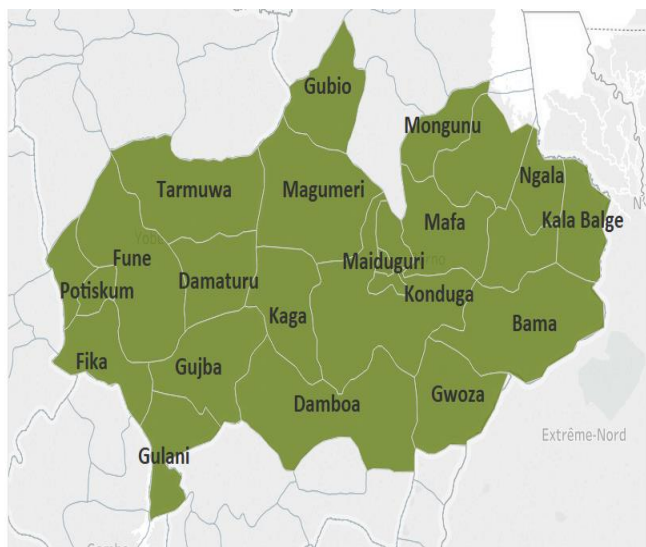 Gubio
Mongunu
Ngala
Tarmuwa
Magumeri
Mafa
Kala Balge
Yobe
Fune
Maiduguri
Damaturu
Potiskum
Konduga
Kaga
Bama
Fika
Gujba
Gwoza
Damboa
Extrême-Nord
Gulani